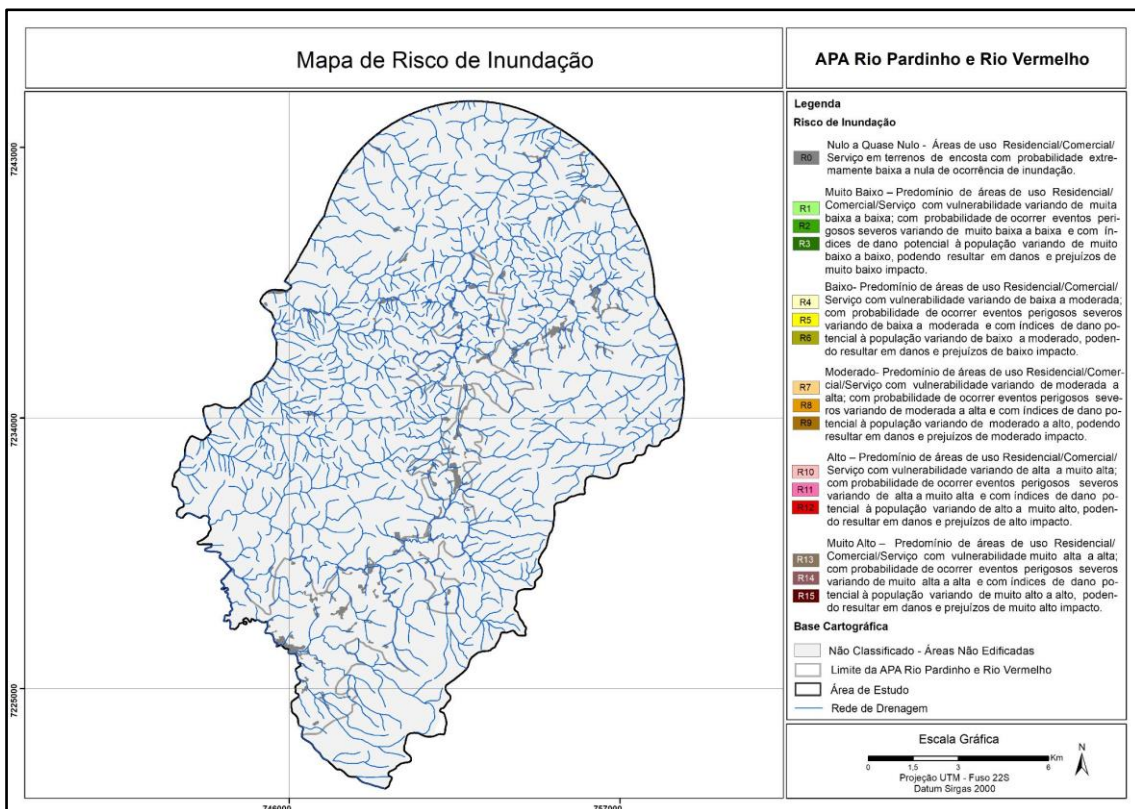 Mapa de Risco de Inundação
APA Rio Pardinho e Rio Vermelho
7243000
7234000
7225000
746000
757000
Legenda
Risco de Inundação
R0
Nulo a Quase Nulo - Áreas de uso Residencial/Comercial/
Serviço em terrenos de encosta com probabilidade extre-
mamente baixa a nula de ocorrência de inundação.
R1
R2
R3
Muito Baixo – Predomínio de áreas de uso Residencial/
Comercial/Serviço com vulnerabilidade variando de muita
baixa a baixa; com probabilidade de ocorrer eventos peri-
gosos severos variando de muito baixa a baixa e com ín-
dices de dano potencial à população variando de muito
baixo a baixo, podendo resultar em danos e prejuízos de
muito baixo impacto.
R4
R5
R6
Baixo- Predomínio de áreas de uso Residencial/Comercial/
Serviço com vulnerabilidade variando de baixa a moderada;
com probabilidade de ocorrer eventos perigosos severos
variando de baixa a moderada e com índices de dano po-
tencial à população variando de baixo a moderado, poden-
do resultar em danos e prejuízos de baixo impacto.
R7
R8
R9
Moderado- Predomínio de áreas de uso Residencial/Comer-
cial/Serviço com vulnerabilidade variando de moderada a
alta; com probabilidade de ocorrer eventos perigosos seve-
ros variando de moderada a alta e com índices de dano po-
tencial à população variando de moderado a alto, podendo
resultar em danos e prejuízos de moderado impacto.
R10
R11
R12
Alto – Predomínio de áreas de uso Residencial/Comercial/
Serviço com vulnerabilidade variando de alta a muito alta;
com probabilidade de ocorrer eventos perigosos severos
variando de alta a muito alta e com índices de dano po-
tencial à população variando de alto a muito alto, poden-
do resultar em danos e prejuízos de alto impacto.
R13
R14
R15
Muito Alto – Predomínio de áreas de uso Residencial/
Comercial/Serviço com vulnerabilidade muito alta a alta;
com probabilidade de ocorrer eventos perigosos severos
variando de muito alta a alta e com índices de dano po-
tencial à população variando de muito alto a alto, poden-
do resultar em danos e prejuízos de muito alto impacto.
Base Cartográfica
Não Classificado - Áreas Não Edificadas
Limite da APA Rio Pardinho e Rio Vermelho
Área de Estudo
Rede de Drenagem
Escala Gráfica
0 1,5 3 6 Km
N
Projeção UTM - Fuso 22S
Datum Sirgas 2000